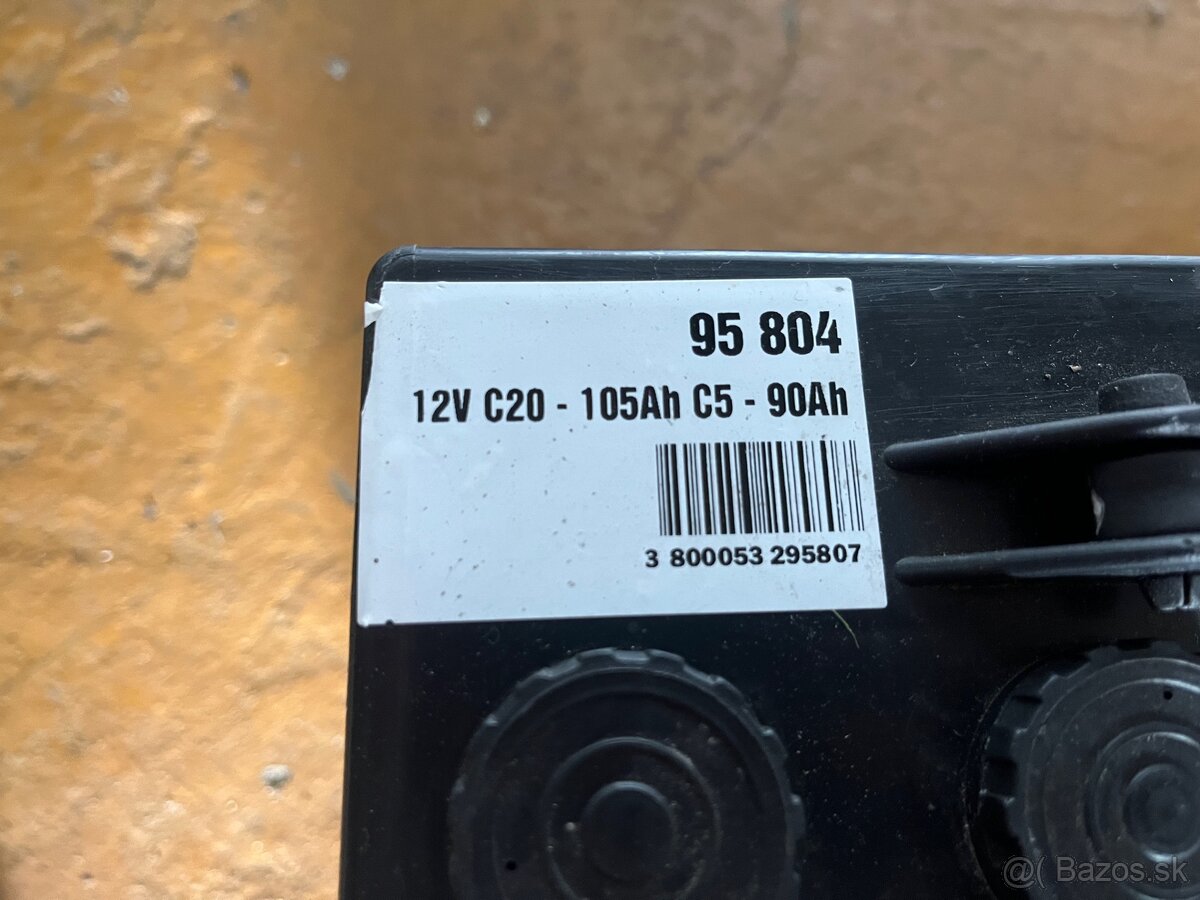 95 804
12V C20 - 105Ah C5 - 90Ah
3 800053 295807
@( Bazos.sk